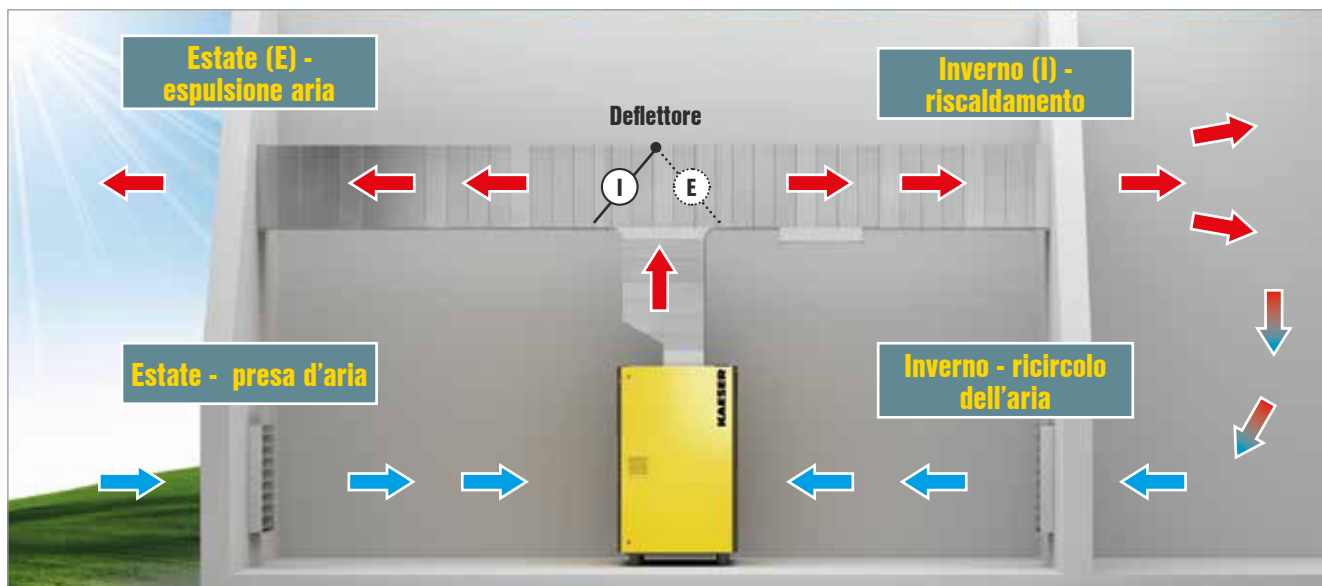 Estate (E) -
espulsione aria
Inverno (I) -
riscaldamento
Deflettore
I
E
Estate - presa d'aria
Inverno - ricircolo
dell'aria
KAESER